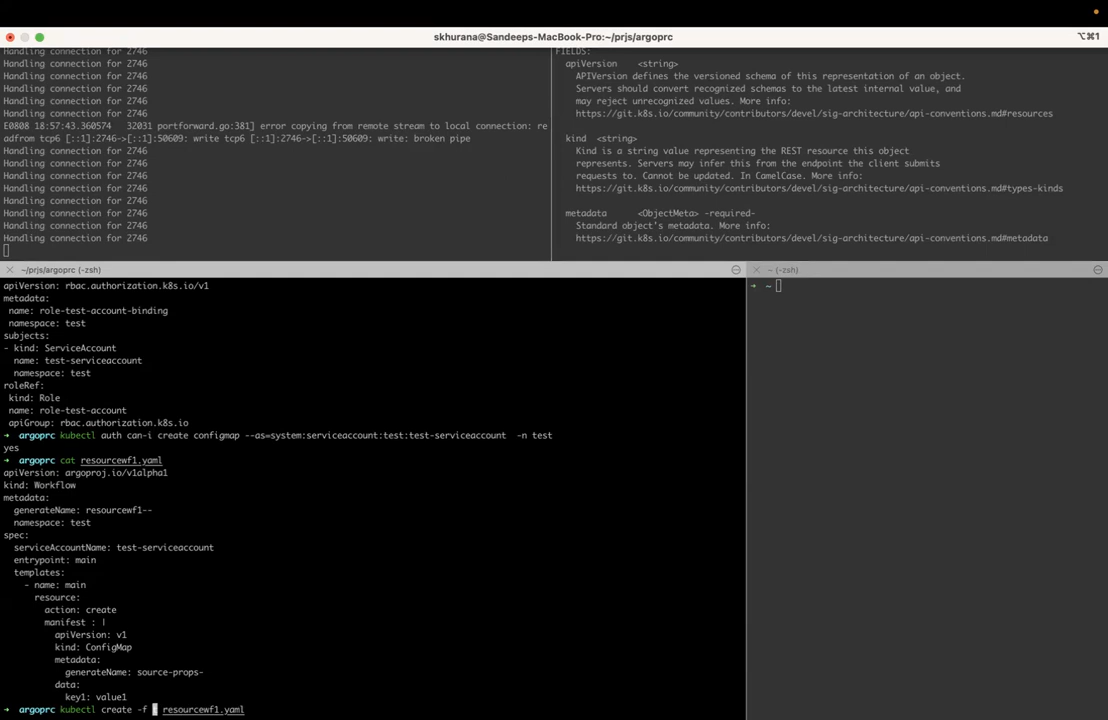 skhurana@Sandeeps-MacBook-Pro:~/prjs/argoprc
⌥⌘1
Handling connection for 2746
Handling connection for 2746
Handling connection for 2746
Handling connection for 2746
Handling connection for 2746
Handling connection for 2746
E0808 18:57:43.360574   32031 portforward.go:381] error copying from remote stream to local connection: re
adfrom tcp6 [::1]:2746->[::1]:50609: write tcp6 [::1]:2746->[::1]:50609: write: broken pipe
Handling connection for 2746
Handling connection for 2746
Handling connection for 2746
Handling connection for 2746
Handling connection for 2746
Handling connection for 2746
Handling connection for 2746
Handling connection for 2746
FIELDS:
  apiVersion    <string>
    APIVersion defines the versioned schema of this representation of an object.
    Servers should convert recognized schemas to the latest internal value, and
    may reject unrecognized values. More info:
    https://git.k8s.io/community/contributors/devel/sig-architecture/api-conventions.md#resources
  kind  <string>
    Kind is a string value representing the REST resource this object
    represents. Servers may infer this from the endpoint the client submits
    requests to. Cannot be updated. In CamelCase. More info:
    https://git.k8s.io/community/contributors/devel/sig-architecture/api-conventions.md#types-kinds
  metadata      <ObjectMeta> -required-
    Standard object's metadata. More info:
    https://git.k8s.io/community/contributors/devel/sig-architecture/api-conventions.md#metadata
~/prjs/argoprc (-zsh)
apiVersion: rbac.authorization.k8s.io/v1
metadata:
 name: role-test-account-binding
 namespace: test
subjects:
- kind: ServiceAccount
  name: test-serviceaccount
  namespace: test
roleRef:
 kind: Role
 name: role-test-account
 apiGroup: rbac.authorization.k8s.io
➜  argoprc kubectl auth can-i create configmap --as=system:serviceaccount:test:test-serviceaccount  -n test
yes
➜  argoprc cat resourcewf1.yaml
apiVersion: argoproj.io/v1alpha1
kind: Workflow
metadata:
  generateName: resourcewf1--
  namespace: test
spec:
  serviceAccountName: test-serviceaccount
  entrypoint: main
  templates:
    - name: main
      resource:
        action: create
        manifest : |
          apiVersion: v1
          kind: ConfigMap
          metadata:
            generateName: source-props-
          data:
            key1: value1
➜  argoprc kubectl create -f  resourcewf1.yaml
~ (-zsh)
➜  ~